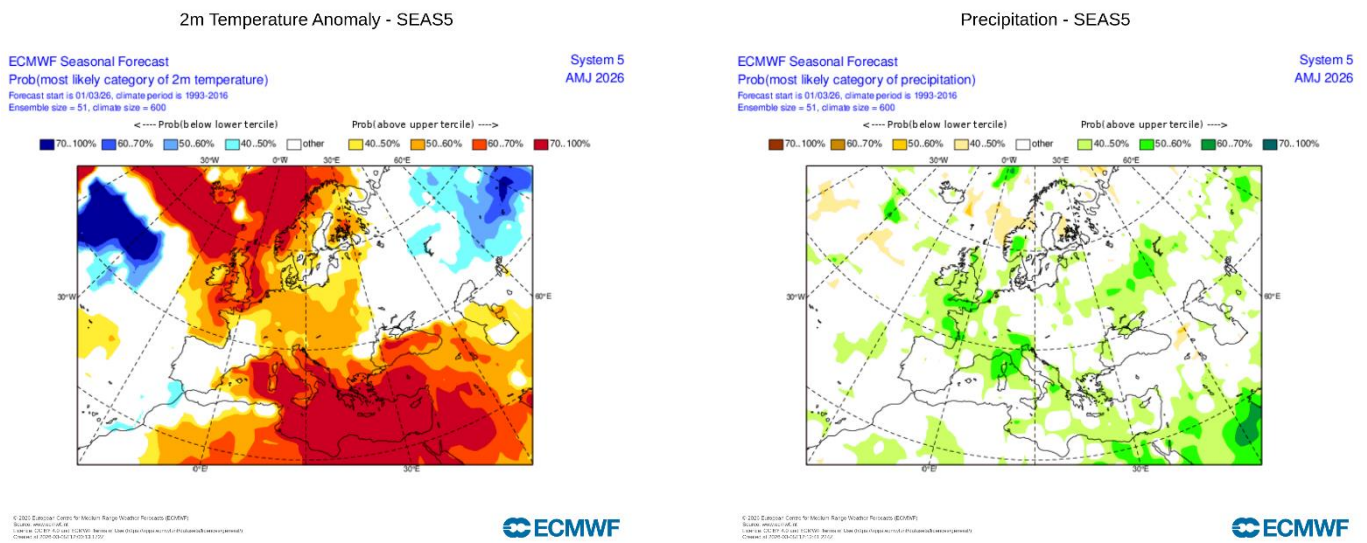 2m Temperature Anomaly - SEAS5
ECMWF Seasonal Forecast
System 5
Prob(most likely category of 2m temperature)
AMJ 2026
Forecast start is 01/03/26, climate period is 1993-2016
Ensemble size = 51, climate size = 600
<---- Prob(below lower tercile)
Prob(above upper tercile) ---->
70..100% 60..70% 50..60% 40..50% other 40..50% 50..60% 60..70% 70..100%
30°W 0°W 30°E 60°E
30°W
60°E
0°E 30°E
ECMWF
Precipitation - SEAS5
ECMWF Seasonal Forecast
System 5
Prob(most likely category of precipitation)
AMJ 2026
Forecast start is 01/03/26, climate period is 1993-2016
Ensemble size = 51, climate size = 600
<---- Prob(below lower tercile)
Prob(above upper tercile) ---->
70..100% 60..70% 50..60% 40..50% other 40..50% 50..60% 60..70% 70..100%
30°W 0°W 30°E 60°E
30°W
60°E
0°E 30°E
ECMWF